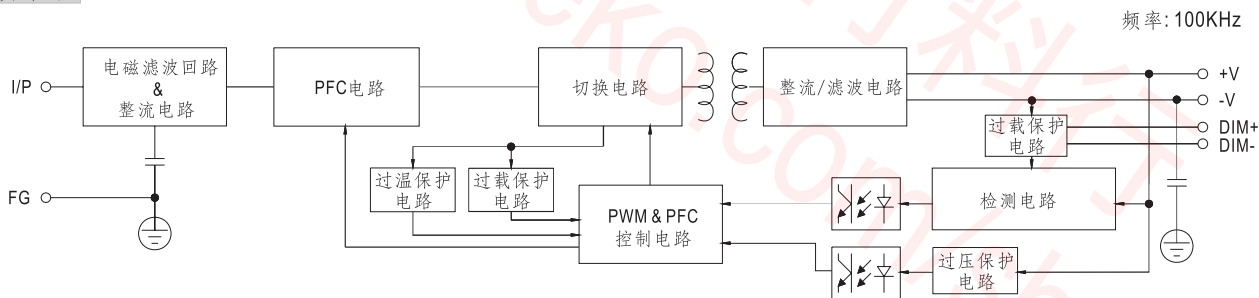 频率: 100KHz
I/P
电磁滤波回路
&
整流电路
PFC电路
切换电路
整流/滤波电路
+V
-V
DIM+
DIM-
过载保护
电路
FG
过温保护
电路
过载保护
电路
PWM & PFC
控制电路
检测电路
过压保护
电路